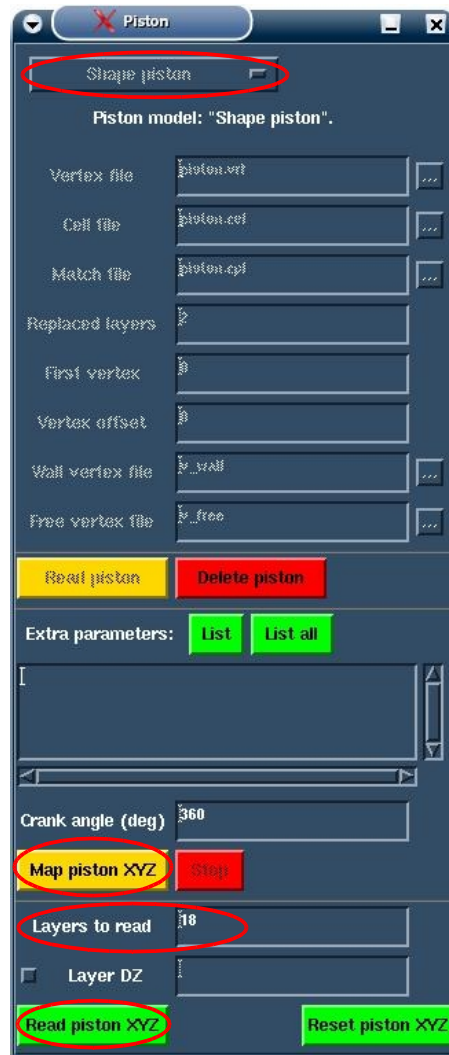 Piston
Shape piston
Piston model: "Shape piston".
Vertex file piston.vrt ...
Cell file piston.cel ...
Match file piston.cpl ...
Replaced layers 2
First vertex 0
Vertex offset 0
Wall vertex file v_wall ...
Free vertex file v_free ...
Read piston Delete piston
Extra parameters: List List all
Crank angle (deg) 360
Map piston XYZ Stop
Layers to read 18
Layer DZ
Read piston XYZ Reset piston XYZ